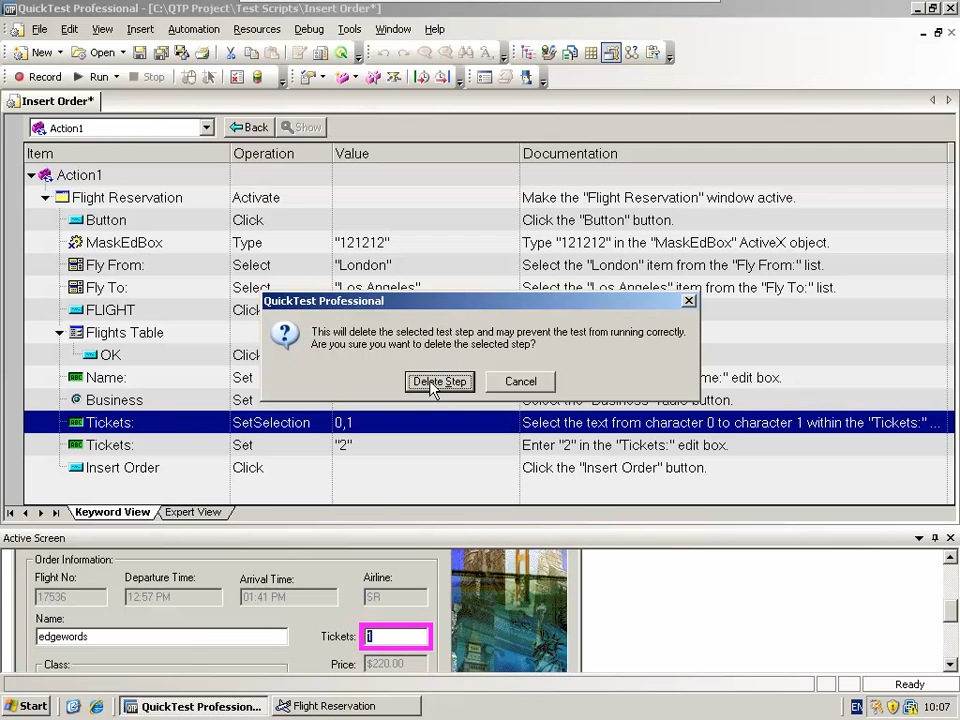 QuickTest Professional - [C:\QTP Project\Test Scripts\Insert Order*]
File Edit View Insert Automation Resources Debug Tools Window Help
New Open
Record Run Stop
Insert Order*
Action1 Back Show
Item Operation Value Documentation
Action1
Flight Reservation Activate Make the "Flight Reservation" window active.
Button Click Click the "Button" button.
MaskEdBox Type "121212" Type "121212" in the "MaskEdBox" ActiveX object.
Fly From: Select "London" Select the "London" item from the "Fly From:" list.
Fly To: Select "Los Angeles" Select the "Los Angeles" item from the "Fly To:" list.
QuickTest Professional
FLIGHT Click
This will delete the selected test step and may prevent the test from running correctly.
Are you sure you want to delete the selected step?
Flights Table
OK Click
Name: Set edit box.
Delete Step Cancel
Business Set button.
Tickets: SetSelection 0,1 Select the text from character 0 to character 1 within the "Tickets:" ...
Tickets: Set "2" Enter "2" in the "Tickets:" edit box.
Insert Order Click Click the "Insert Order" button.
Keyword View Expert View
Active Screen
Order Information:
Flight No: Departure Time: Arrival Time: Airline:
17536 12:57 PM 01:41 PM SR
Name:
edgewords Tickets: 1
Class: Price: $220.00
Ready
Start QuickTest Profession... Flight Reservation EN 10:07